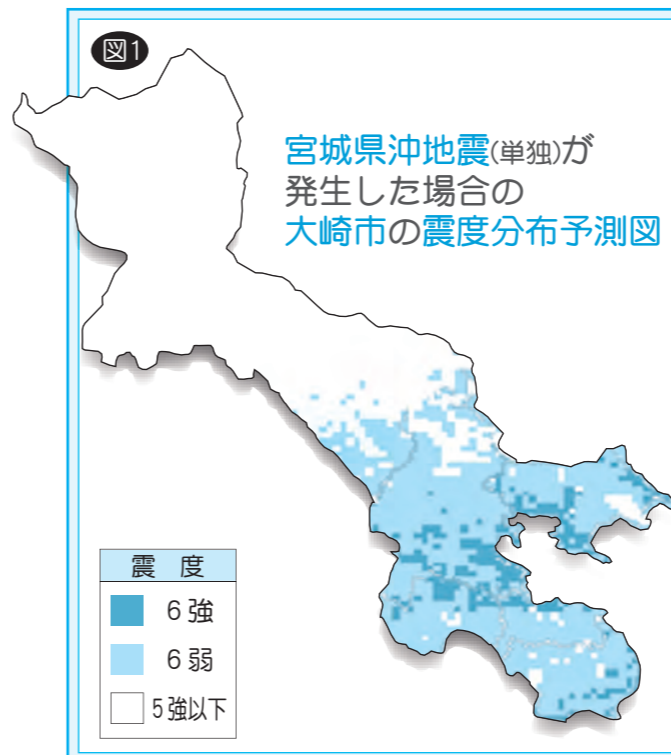 図1
宮城県沖地震(単独)が
発生した場合の
大崎市の震度分布予測図
震 度
6強
6弱
5強以下